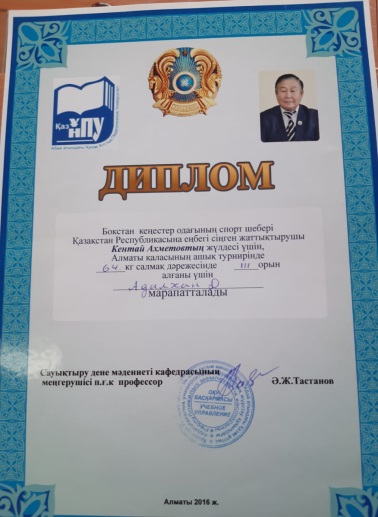 ҚазҰПУ
ДИПЛОМ
Бокстан кеңестер одағының спорт шебері
Қазақстан Республикасына еңбегі сіңген жаттықтырушы
Кентай Ахметовтың жүлдесі үшін,
Алматы қаласының ашық турнирінде
64 кг салмақ дәрежесінде III орын
алғаны үшін
Адилхан Д
марапатталады
Сауықтыру дене мәдениеті кафедрасының
меңгерушісі п.ғ.к профессор Ә.Ж.Тастанов
ОҚУ
БАСҚАРМАСЫ
УЧЕБНОЕ
УПРАВЛЕНИЕ
Алматы 2016 ж.